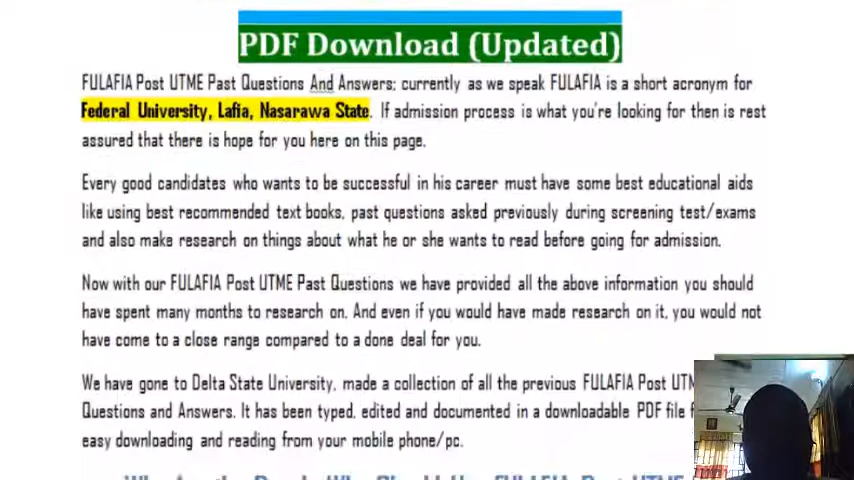 PDF Download (Updated)
FULAFIA Post UTME Past Questions And Answers; currently as we speak FULAFIA is a short acronym for
Federal University, Lafia, Nasarawa State. If admission process is what you're looking for then is rest
assured that there is hope for you here on this page.
Every good candidates who wants to be successful in his career must have some best educational aids
like using best recommended text books, past questions asked previously during screening test/exams
and also make research on things about what he or she wants to read before going for admission.
Now with our FULAFIA Post UTME Past Questions we have provided all the above information you should
have spent many months to research on. And even if you would have made research on it, you would not
have come to a close range compared to a done deal for you.
We have gone to Delta State University, made a collection of all the previous FULAFIA Post
Questions and Answers. It has been typed, edited and documented in a downloadable PDF file
easy downloading and reading from your mobile phone/pc.